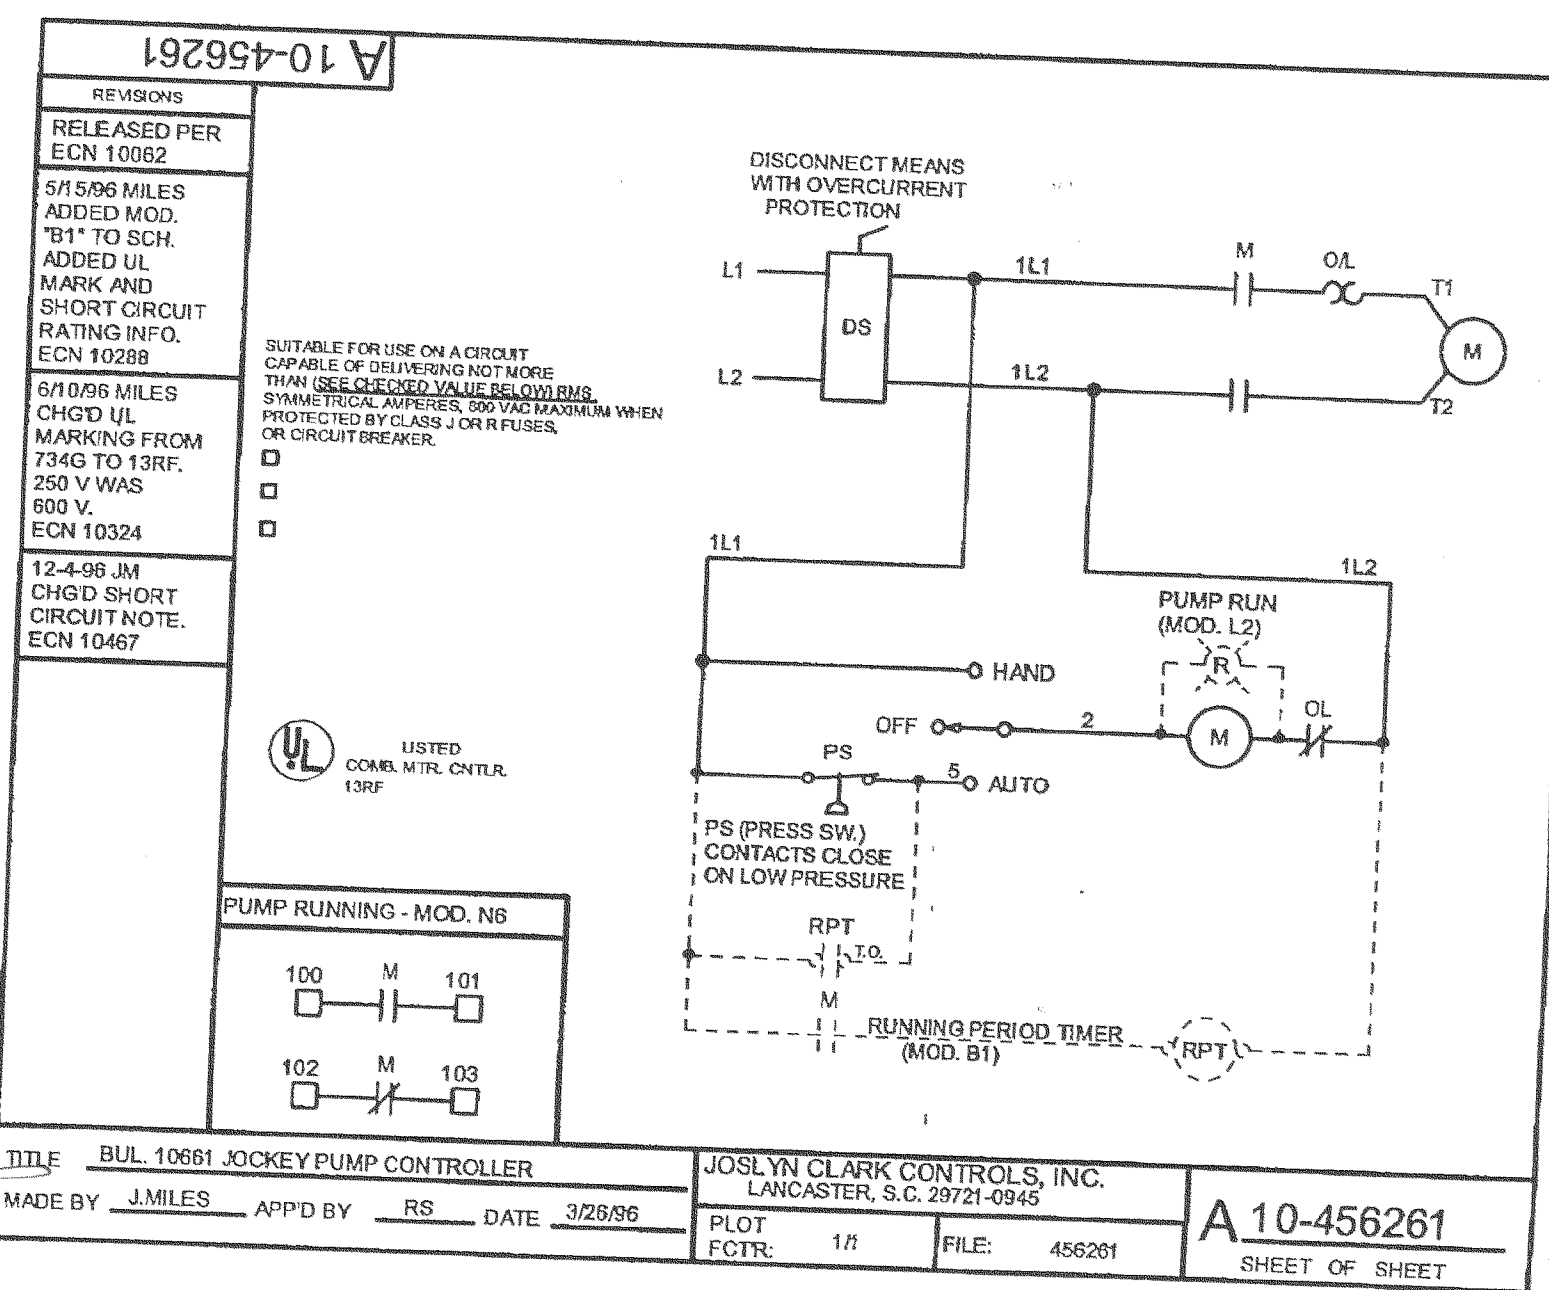 A 10-456261
REVISIONS
RELEASED PER
ECN 10062
5/15/96 MILES
ADDED MOD.
"B1" TO SCH.
ADDED UL
MARK AND
SHORT CIRCUIT
RATING INFO.
ECN 10288
6/10/96 MILES
CHG'D UL
MARKING FROM
734G TO 13RF.
250 V WAS
600 V.
ECN 10324
12-4-96 JM
CHG'D SHORT
CIRCUIT NOTE.
ECN 10467
SUITABLE FOR USE ON A CIRCUIT
CAPABLE OF DELIVERING NOT MORE
THAN (SEE CHECKED VALUE BELOW) RMS
SYMMETRICAL AMPERES, 600 VAC MAXIMUM WHEN
PROTECTED BY CLASS J OR R FUSES,
OR CIRCUIT BREAKER.
UL
LISTED
COMB. MTR. CNTLR.
13RF
DISCONNECT MEANS
WITH OVERCURRENT
PROTECTION
L1
L2
DS
1L1
1L2
M
O/L
T1
M
T2
1L1
1L2
PUMP RUN
(MOD. L2)
R
HAND
OFF
2
M
OL
PS
5
AUTO
PS (PRESS SW.)
CONTACTS CLOSE
ON LOW PRESSURE
RPT
T.O.
M
RUNNING PERIOD TIMER
(MOD. B1)
RPT
PUMP RUNNING - MOD. N6
100 M 101
102 M 103
TITLE BUL. 10661 JOCKEY PUMP CONTROLLER
MADE BY J.MILES APP'D BY RS DATE 3/26/96
JOSLYN CLARK CONTROLS, INC.
LANCASTER, S.C. 29721-0945
PLOT
FCTR: 1/1
FILE: 456261
A 10-456261
SHEET OF SHEET